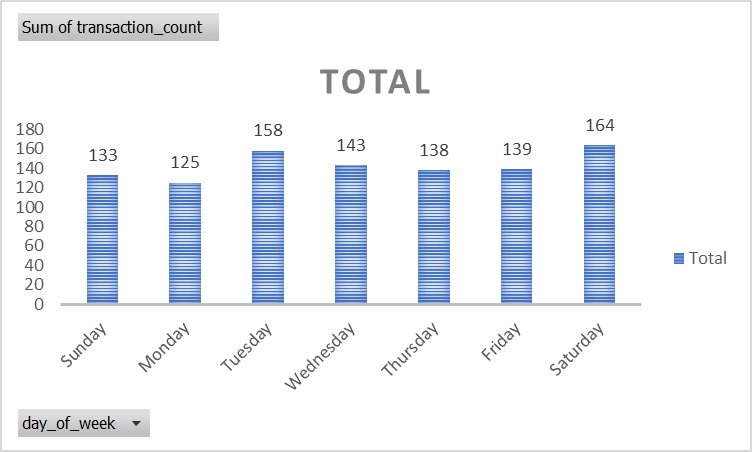 Sum of transaction_count
TOTAL
180
160
140
120
100
80
60
40
20
0
133
125
158
143
138
139
164
Sunday
Monday
Tuesday
Wednesday
Thursday
Friday
Saturday
Total
day_of_week